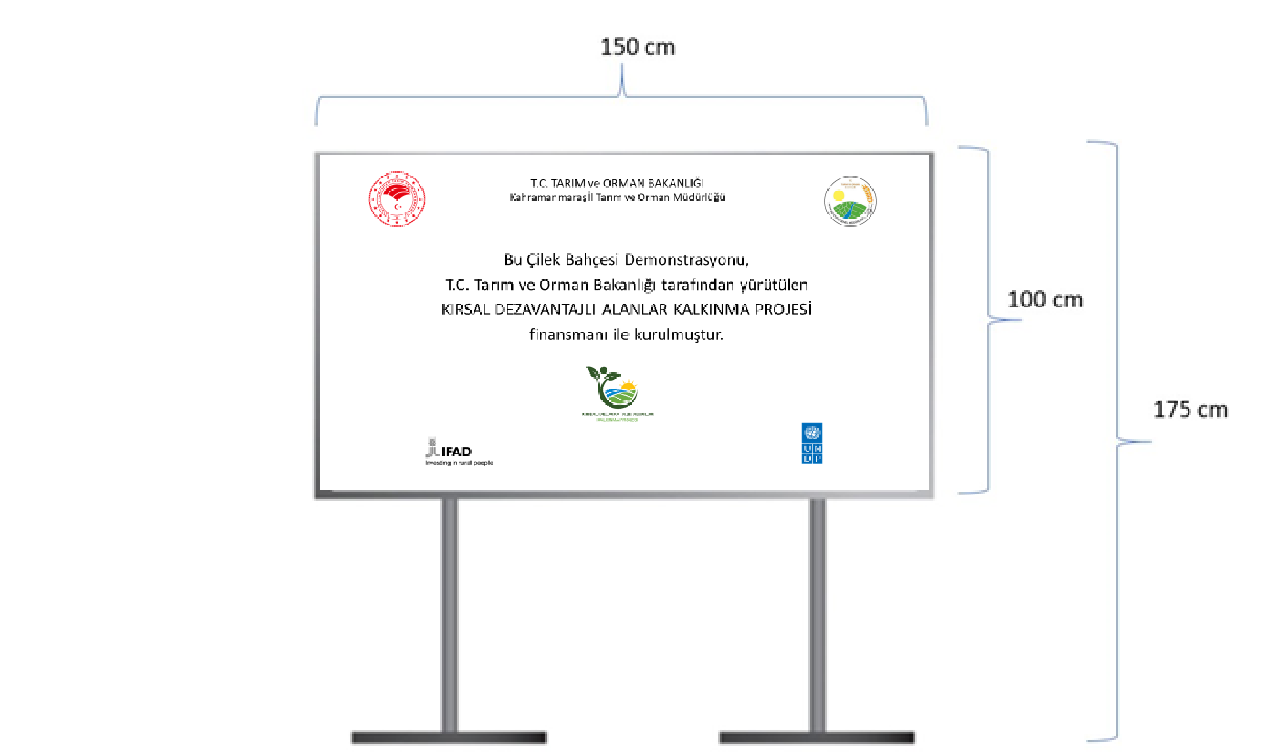 150 cm
T.C. TARIM ve ORMAN BAKANLIĞI
Kahramanmaraş İl Tarım ve Orman Müdürlüğü
100 cm
175 cm
Bu Çilek Bahçesi Demonstrasyonu,
T.C. Tarım ve Orman Bakanlığı tarafından yürütülen
KIRSAL DEZAVANTAJLI ALANLAR KALKINMA PROJESİ
finansmanı ile kurulmuştur.
IFAD
Investing in rural people
U N
D P